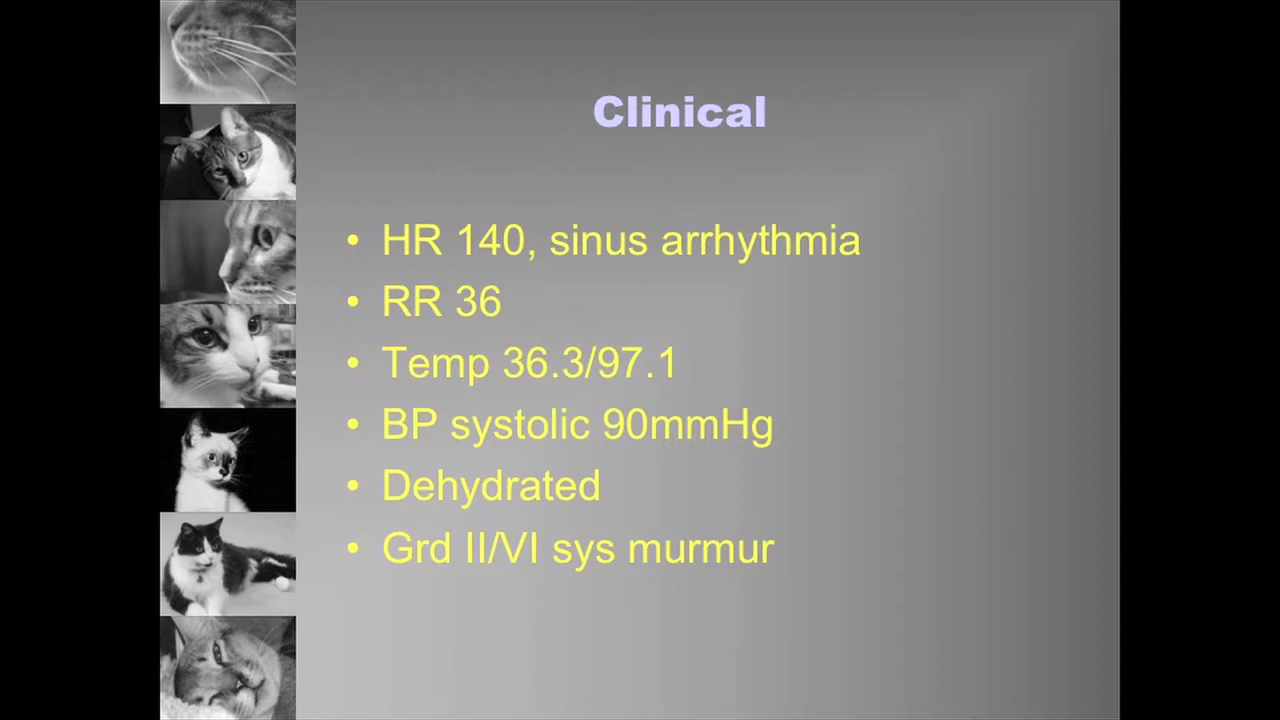 Clinical
• HR 140, sinus arrhythmia
• RR 36
• Temp 36.3/97.1
• BP systolic 90mmHg
• Dehydrated
• Grd II/VI sys murmur